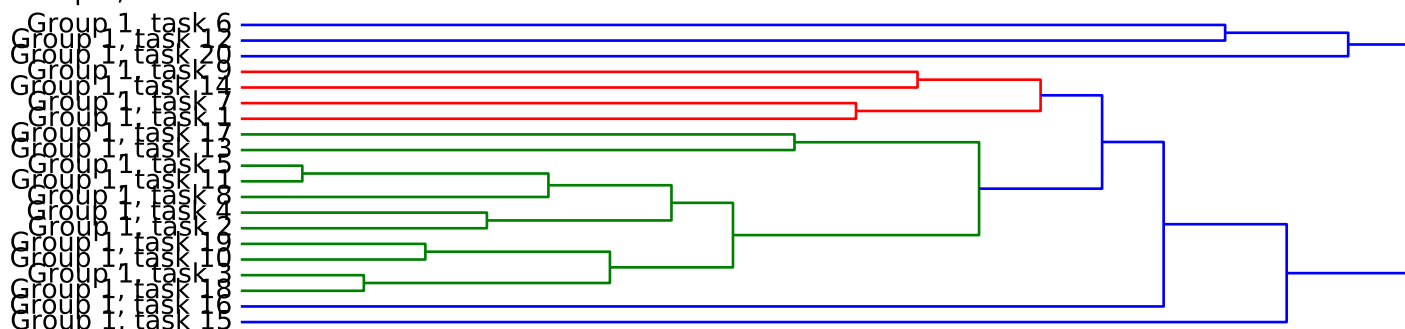 Group 1, task 6
Group 1, task 12
Group 1, task 20
Group 1, task 9
Group 1, task 14
Group 1, task 7
Group 1, task 1
Group 1, task 17
Group 1, task 13
Group 1, task 5
Group 1, task 11
Group 1, task 8
Group 1, task 4
Group 1, task 2
Group 1, task 19
Group 1, task 10
Group 1, task 3
Group 1, task 18
Group 1, task 16
Group 1, task 15